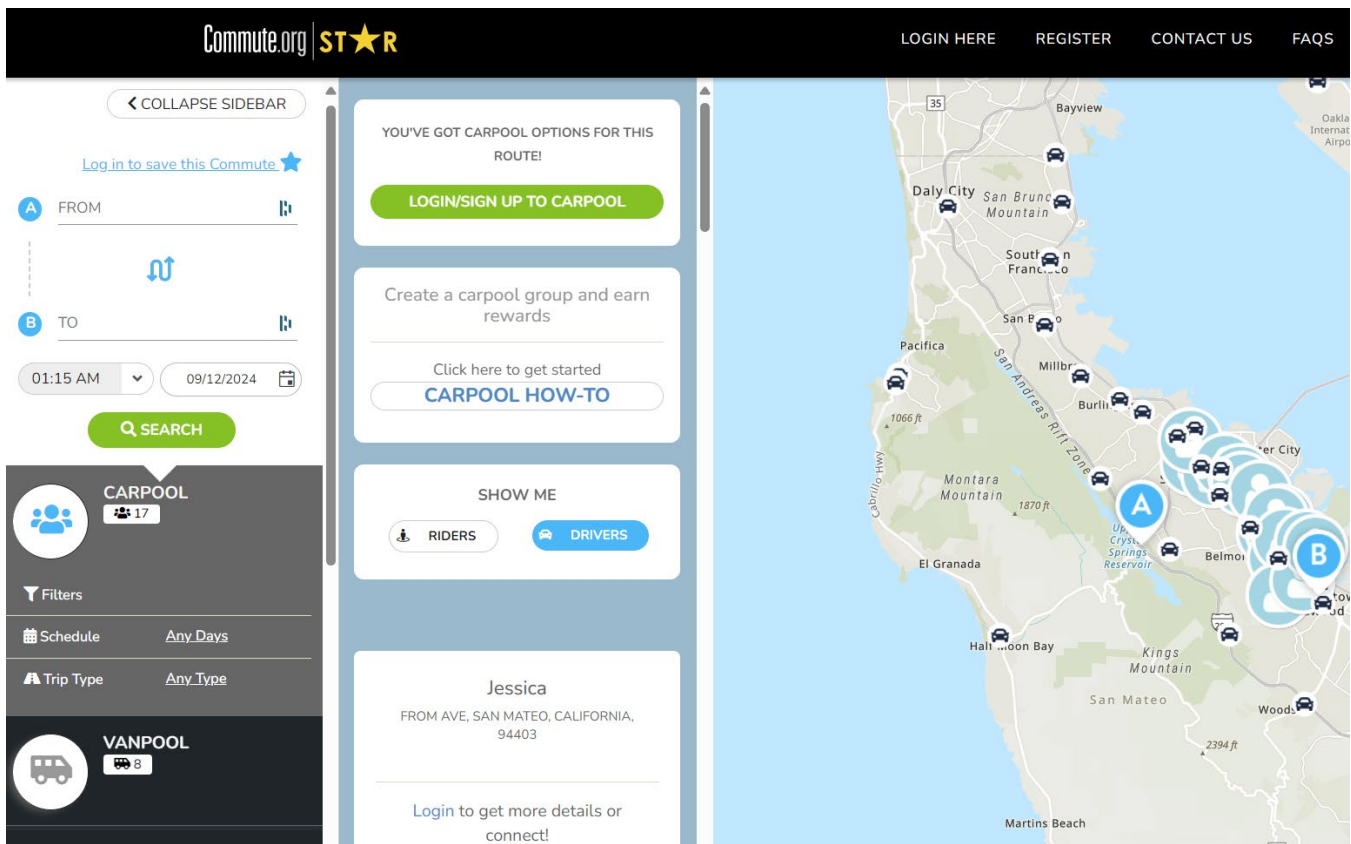 Commute.org STAR
LOGIN HERE
REGISTER
CONTACT US
FAQS
COLLAPSE SIDEBAR
Log in to save this Commute
A
FROM
B
TO
01:15 AM
09/12/2024
SEARCH
CARPOOL
17
Filters
Schedule
Any Days
Trip Type
Any Type
VANPOOL
8
YOU'VE GOT CARPOOL OPTIONS FOR THIS
ROUTE!
LOGIN/SIGN UP TO CARPOOL
Create a carpool group and earn
rewards
Click here to get started
CARPOOL HOW-TO
SHOW ME
RIDERS
DRIVERS
Jessica
FROM AVE, SAN MATEO, CALIFORNIA,
94403
Login to get more details or
connect!
35
Bayview
Daly City
San Bruno
Mountain
Pacifica
San Andreas Rift Zone
1066 ft
Cabrillo Hwy
Montara
Mountain
1870 ft
A
Crystal
Springs
Reservoir
B
El Granada
Kings
Mountain
San Mateo
2394 ft
Martins Beach